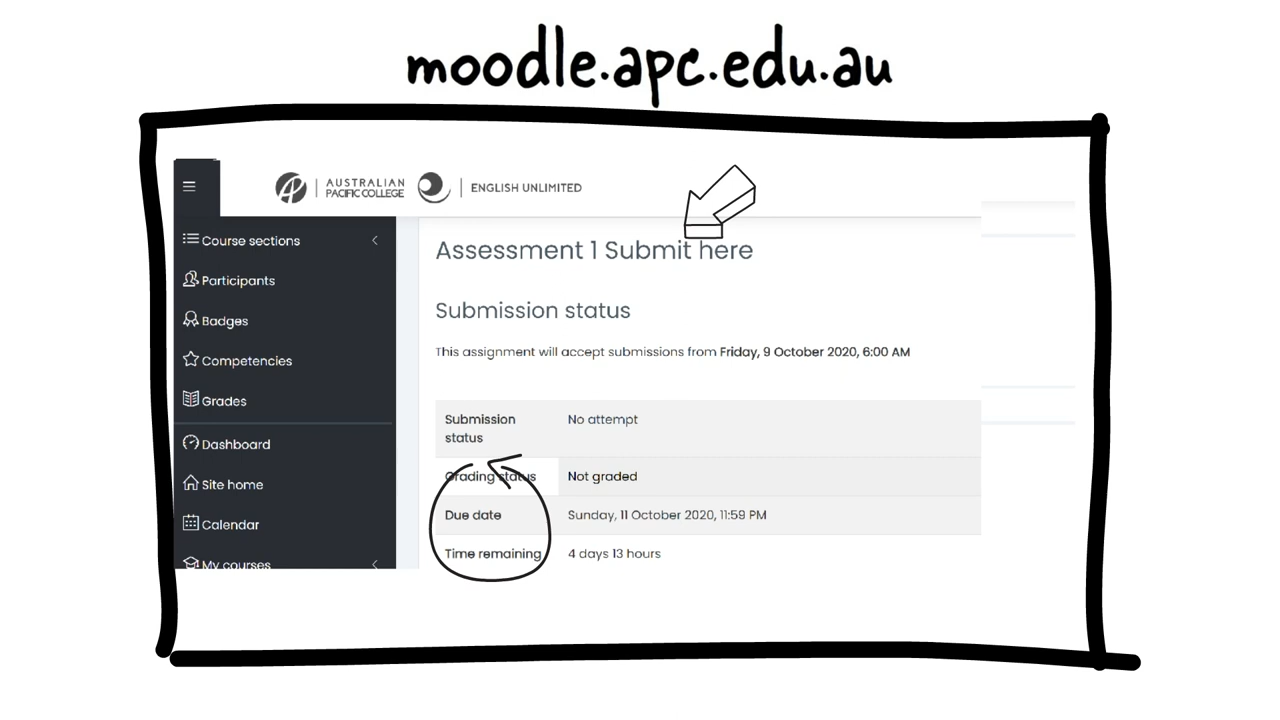 moodle.apc.edu.au
AUSTRALIAN
PACIFIC COLLEGE
ENGLISH UNLIMITED
Course sections
Participants
Badges
Competencies
Grades
Dashboard
Site home
Calendar
My courses
Assessment 1 Submit here
Submission status
This assignment will accept submissions from Friday, 9 October 2020, 6:00 AM
Submission status No attempt
Grading status Not graded
Due date Sunday, 11 October 2020, 11:59 PM
Time remaining 4 days 13 hours